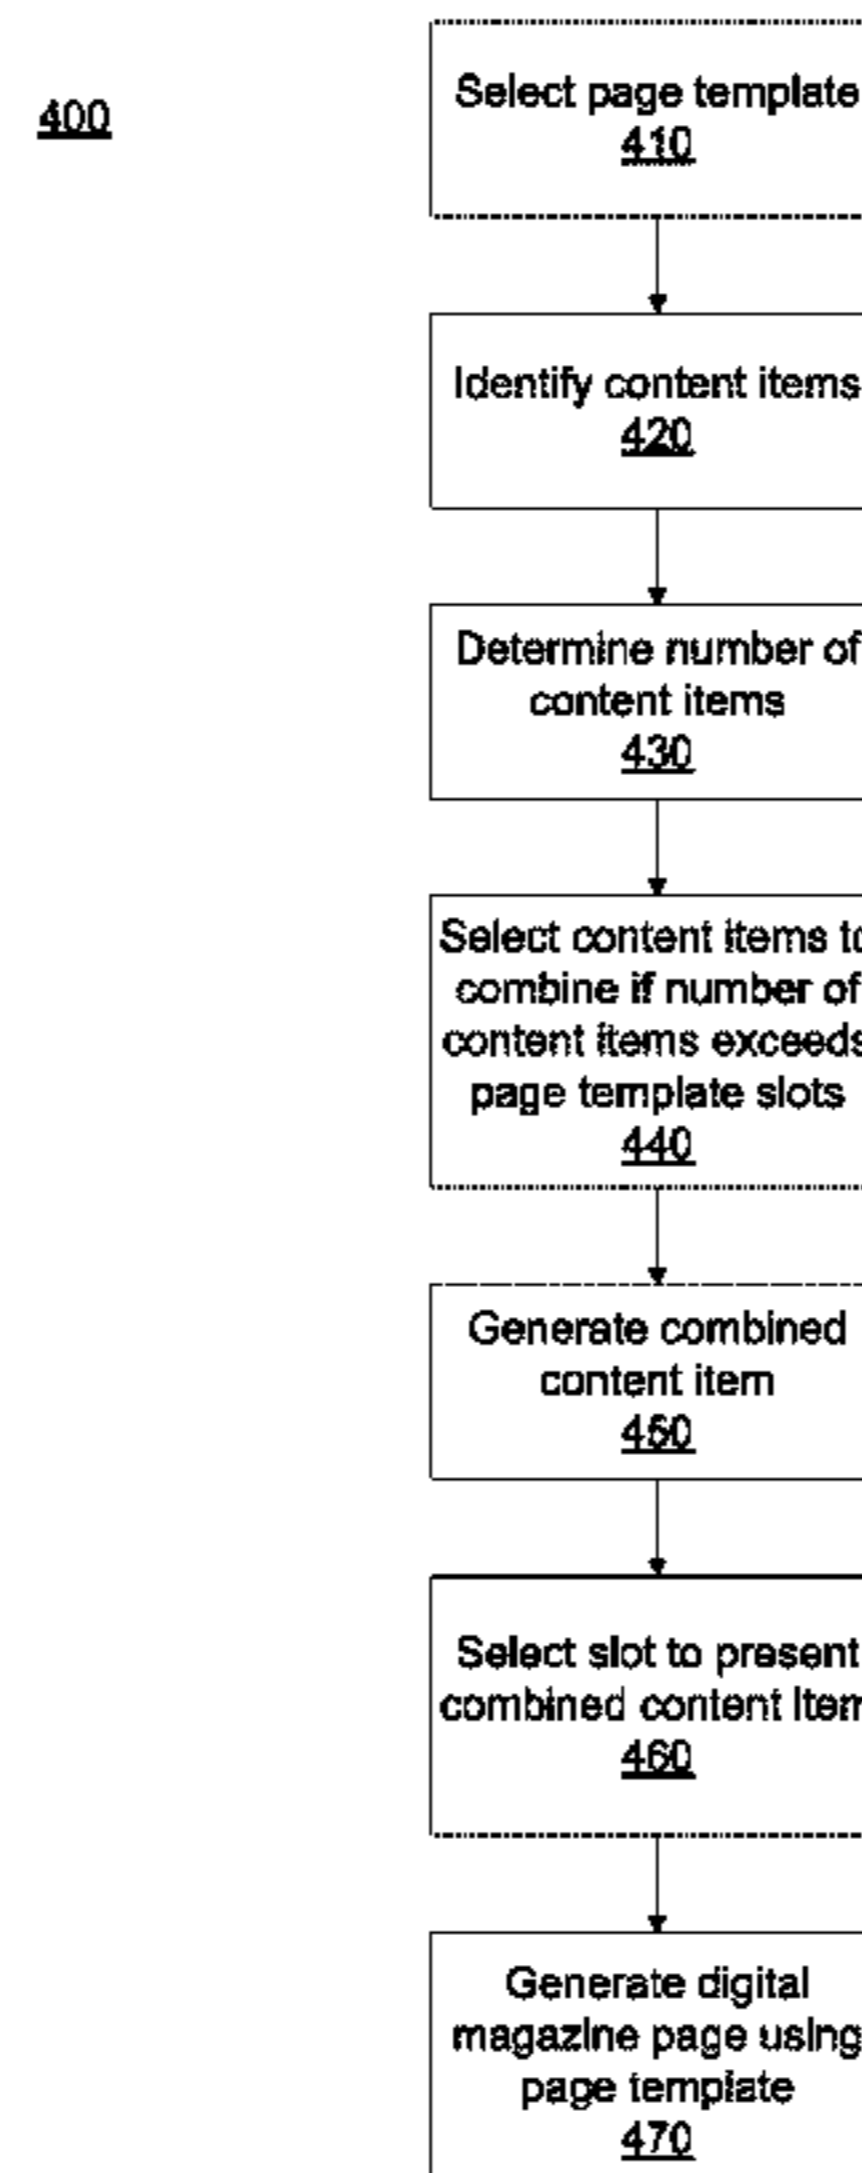 400
Select page template
410
Identify content items
420
Determine number of
content items
430
Select content items to
combine if number of
content items exceeds
page template slots
440
Generate combined
content item
450
Select slot to present
combined content item
460
Generate digital
magazine page using
page template
470